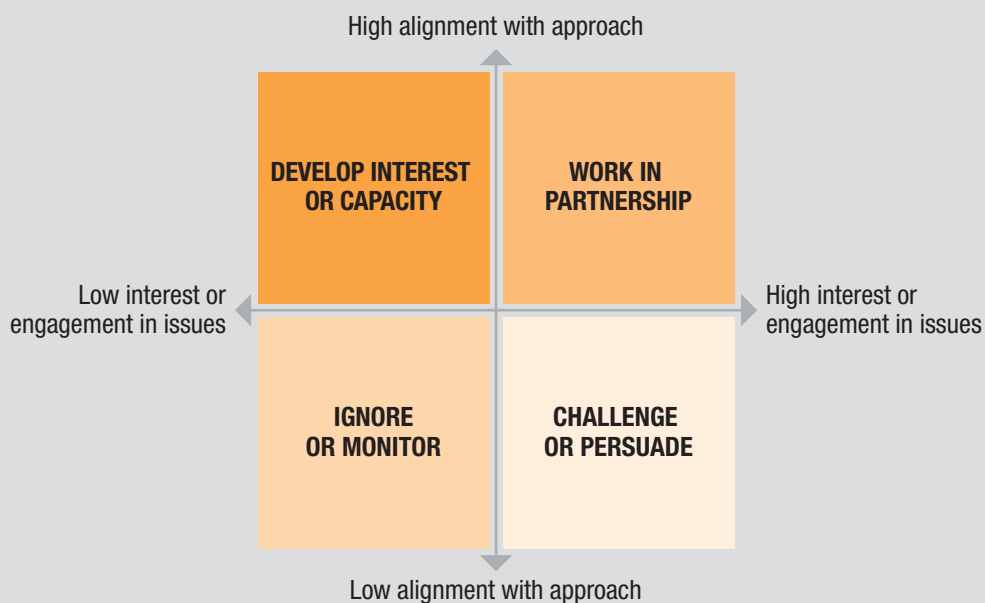 High alignment with approach
DEVELOP INTEREST
OR CAPACITY
WORK IN
PARTNERSHIP
Low interest or
engagement in issues
High interest or
engagement in issues
IGNORE
OR MONITOR
CHALLENGE
OR PERSUADE
Low alignment with approach